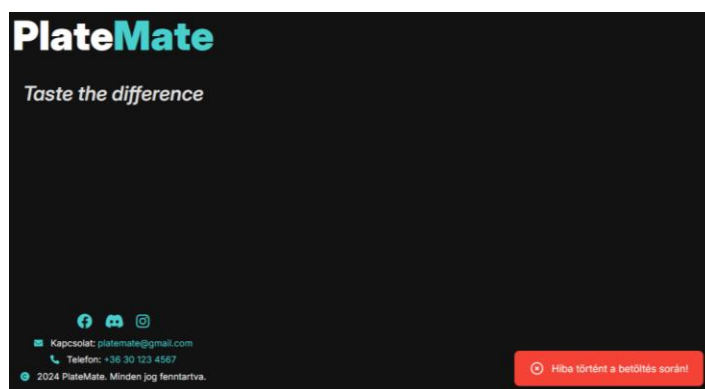 PlateMate
Taste the difference
Kapcsolat: platemate@gmail.com
Telefon: +36 30 123 4567
2024 PlateMate. Minden jog fenntartva.
Hiba történt a betöltés során!